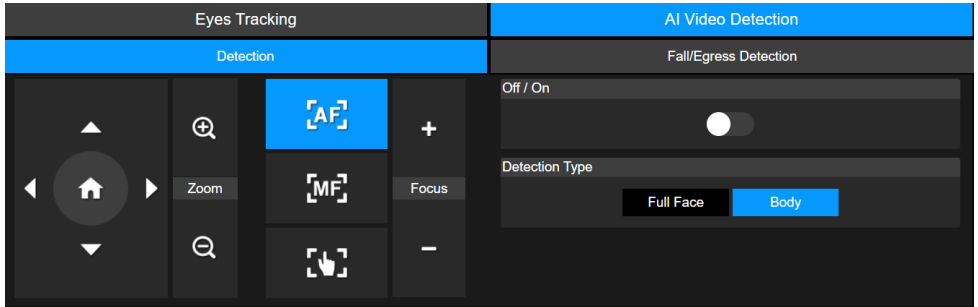 Eyes Tracking
AI Video Detection
Detection
Fall/Egress Detection
Off / On
AF
Detection Type
Zoom
MF
Focus
Full Face
Body